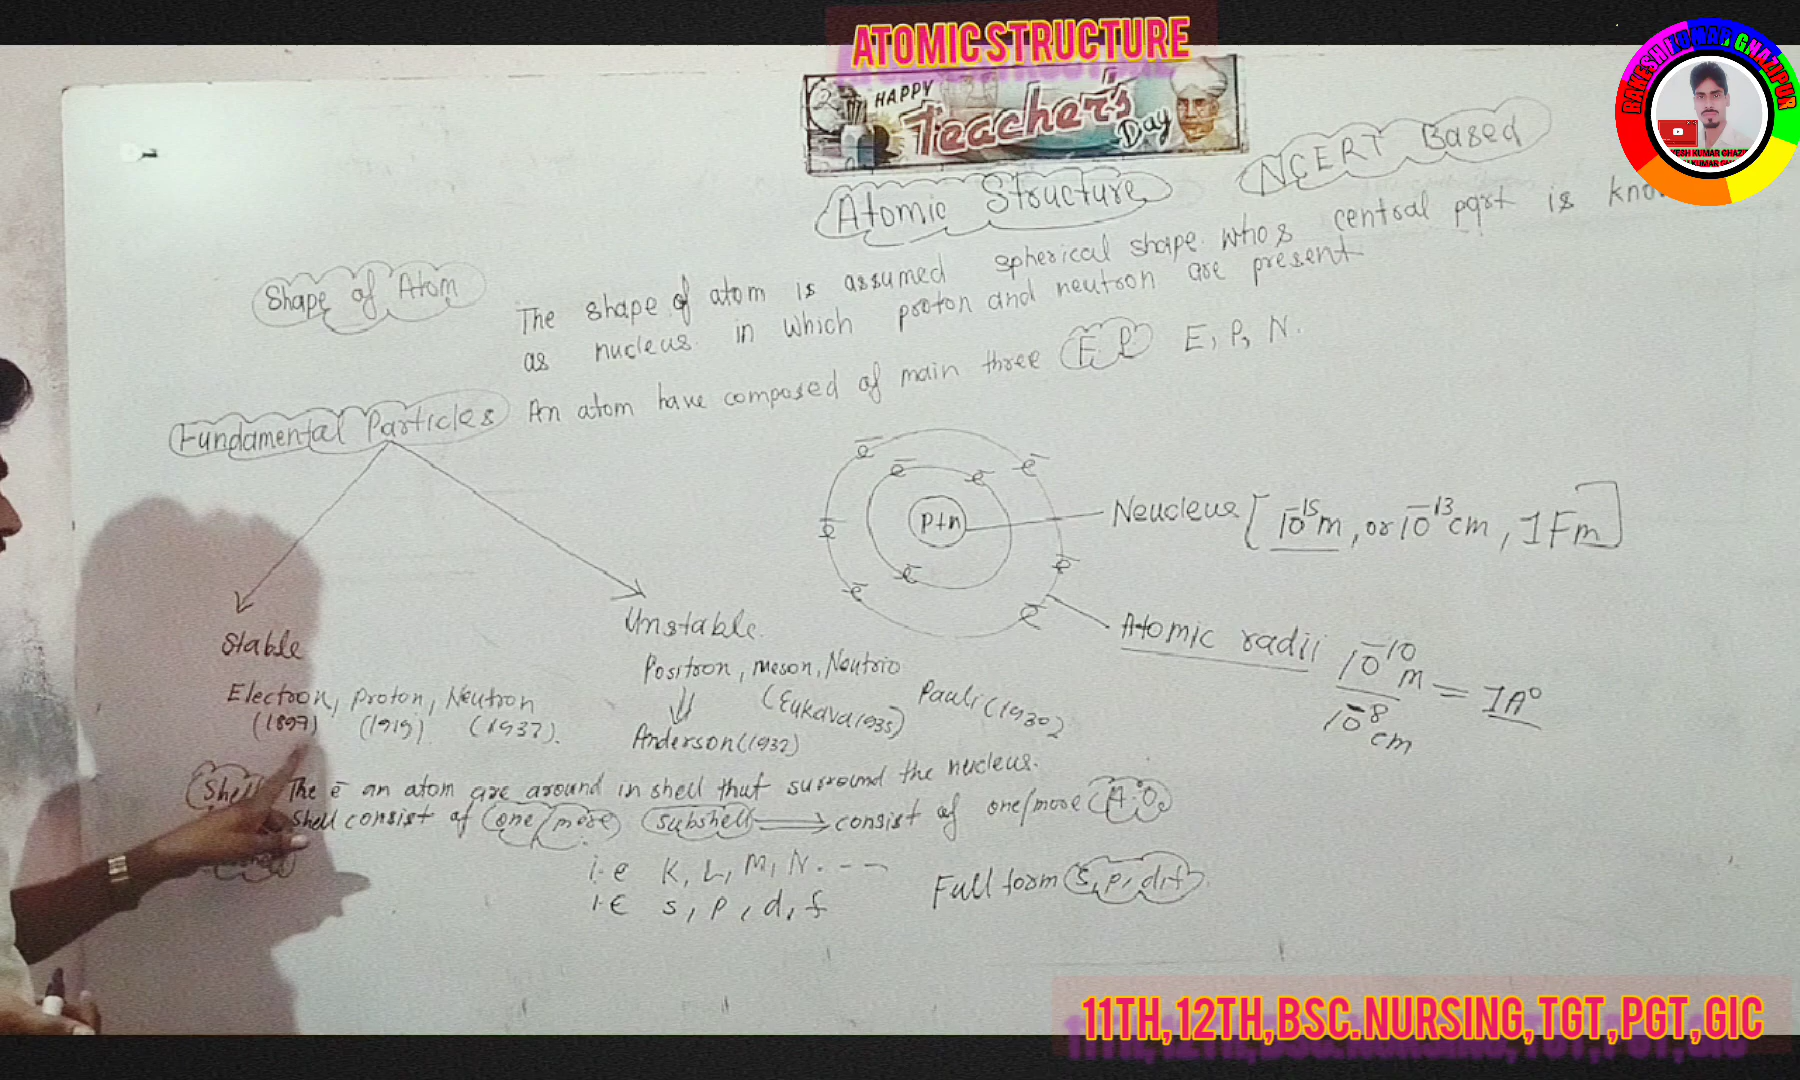 ATOMIC STRUCTURE
HAPPY
Teacher's
Day
RAKESH KUMAR GHAZIPUR
Atomic Structure
NCERT Based
Shape of Atom
The shape of atom is assumed spherical shape whos central part is
as nucleus in which proton and neutron are present
Fundamental Particles
An atom have composed of main three F.P E, P, N.
e⁻
e⁻ e⁻ e⁻
e⁻ P+n
Neucleus [10⁻¹⁵m, or 10⁻¹³cm, 1Fm]
e⁻ e⁻ e⁻
e⁻
Atomic radii 10⁻¹⁰ m = 1A°
10⁻⁸ cm
Stable
Unstable
Electron, proton, Neutron
(1897) (1919) (1932).
Positron, meson, Neutrio
(Eukava1935) Pauli(1930)
Anderson(1932)
Shell The e⁻ an atom are around in shell that surround the nucleus.
Shell consist of one/more subshell ⟹ consist of one/more A.O.
i.e K, L, M, N. --
i.e s, p, d, f
Full form s, p, d, f
11TH,12TH,BSC.NURSING,TGT,PGT,GIC